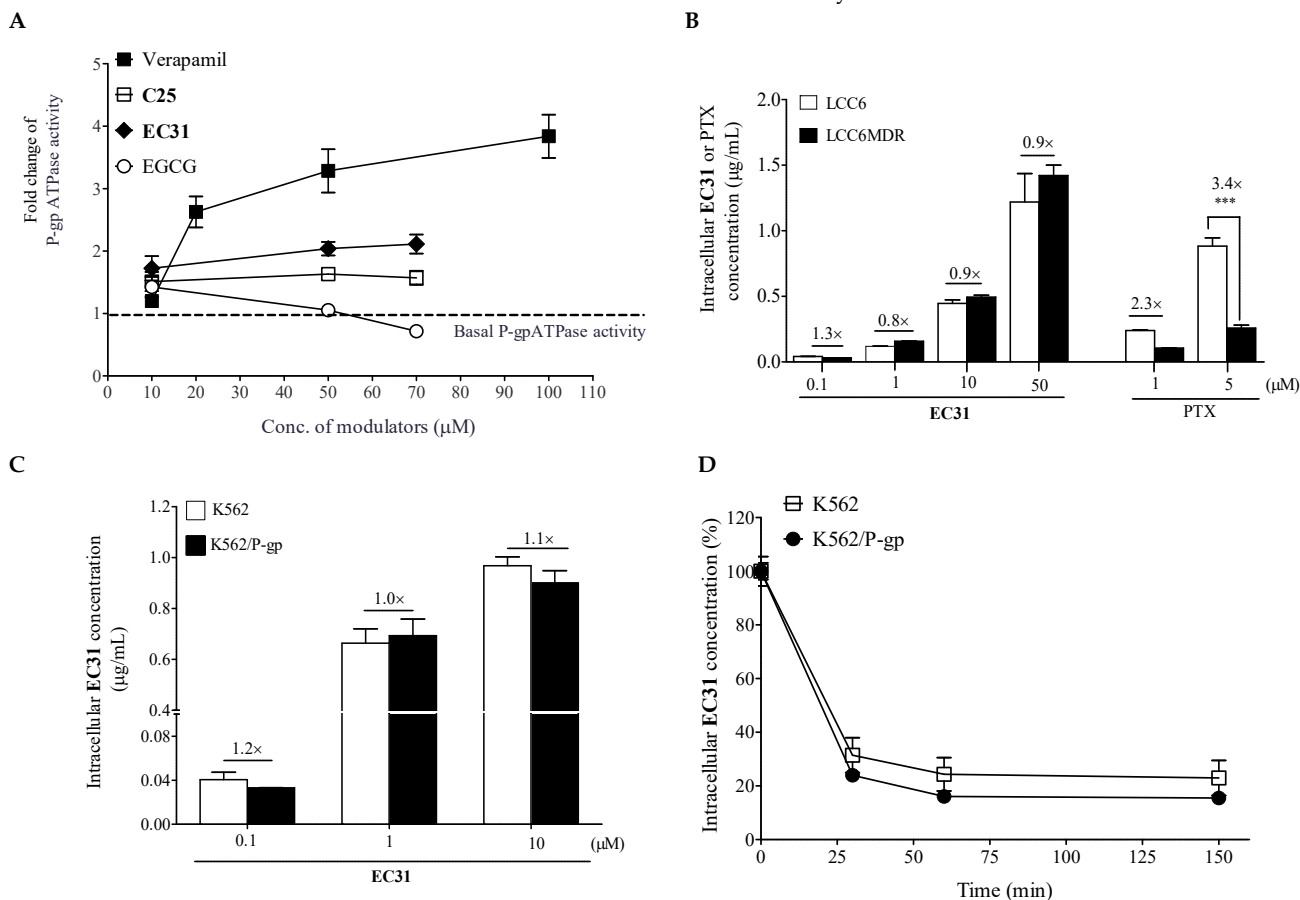 A
Verapamil
C25
EC31
EGCG
Fold change of
P-gp ATPase activity
5
4
3
2
1
0
Basal P-gpATPase activity
0 10 20 30 40 50 60 70 80 90 100 110
Conc. of modulators (μM)
B
LCC6
LCC6MDR
Intracellular EC31 or PTX
concentration (μg/mL)
2.0
1.5
1.0
0.5
0.0
1.3×
0.8×
0.9×
0.9×
2.3×
3.4×
***
0.1 1 10 50 1 5 (μM)
EC31 PTX
C
K562
K562/P-gp
Intracellular EC31 concentration
(μg/mL)
1.2
1.0
0.8
0.6
0.4
0.08
0.04
0.00
1.2×
1.0×
1.1×
0.1 1 10 (μM)
EC31
D
K562
K562/P-gp
Intracellular EC31 concentration (%)
120
100
80
60
40
20
0
0 25 50 75 100 125 150
Time (min)